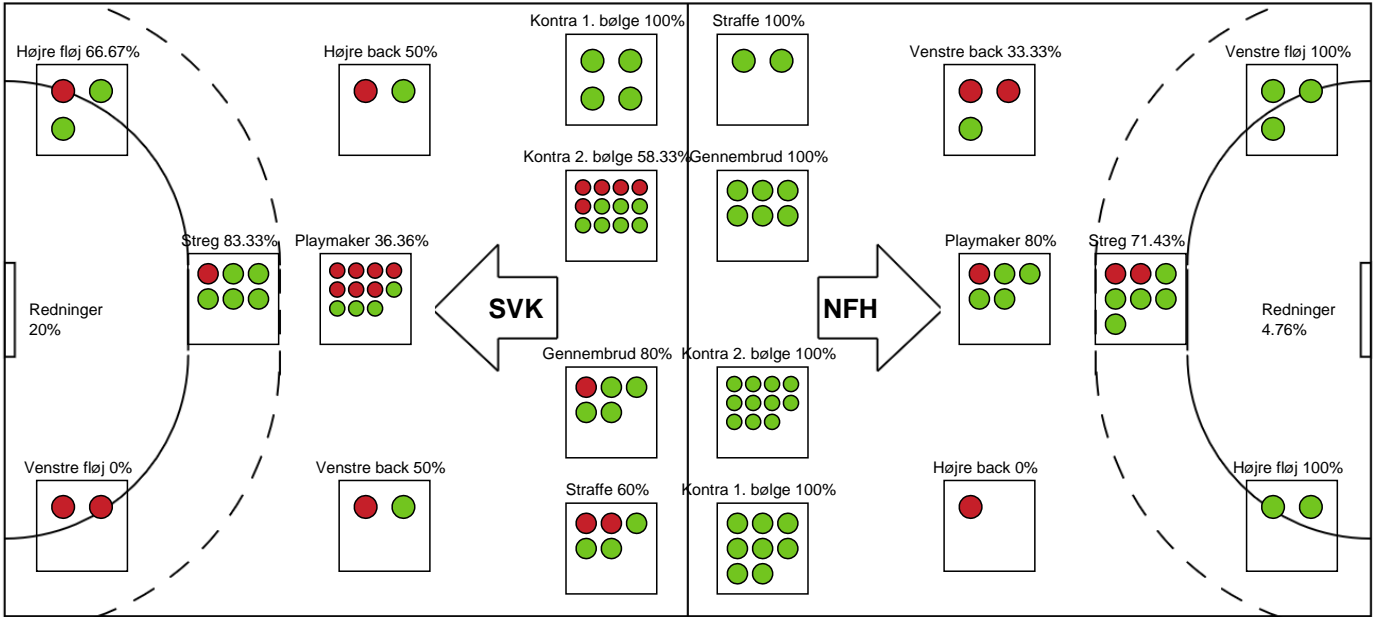 Kontra 1. bølge 100%
Straffe 100%
Højre fløj 66.67%
Højre back 50%
Venstre back 33.33%
Venstre fløj 100%
Kontra 2. bølge 58.33%
Gennembrud 100%
Streg 83.33%
Playmaker 36.36%
Playmaker 80%
Streg 71.43%
Redninger
20%
SVK
NFH
Redninger
4.76%
Gennembrud 80%
Kontra 2. bølge 100%
Venstre fløj 0%
Venstre back 50%
Højre back 0%
Højre fløj 100%
Straffe 60%
Kontra 1. bølge 100%